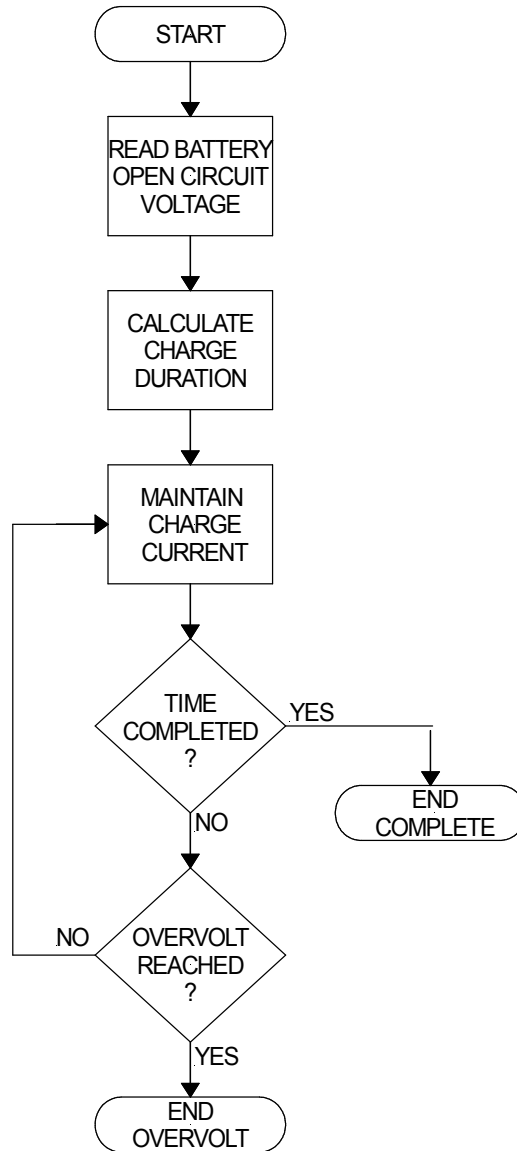 START
READ BATTERY
OPEN CIRCUIT
VOLTAGE
CALCULATE
CHARGE
DURATION
MAINTAIN
CHARGE
CURRENT
TIME
COMPLETED
?
YES
END
COMPLETE
NO
OVERVOLT
REACHED
?
NO
YES
END
OVERVOLT